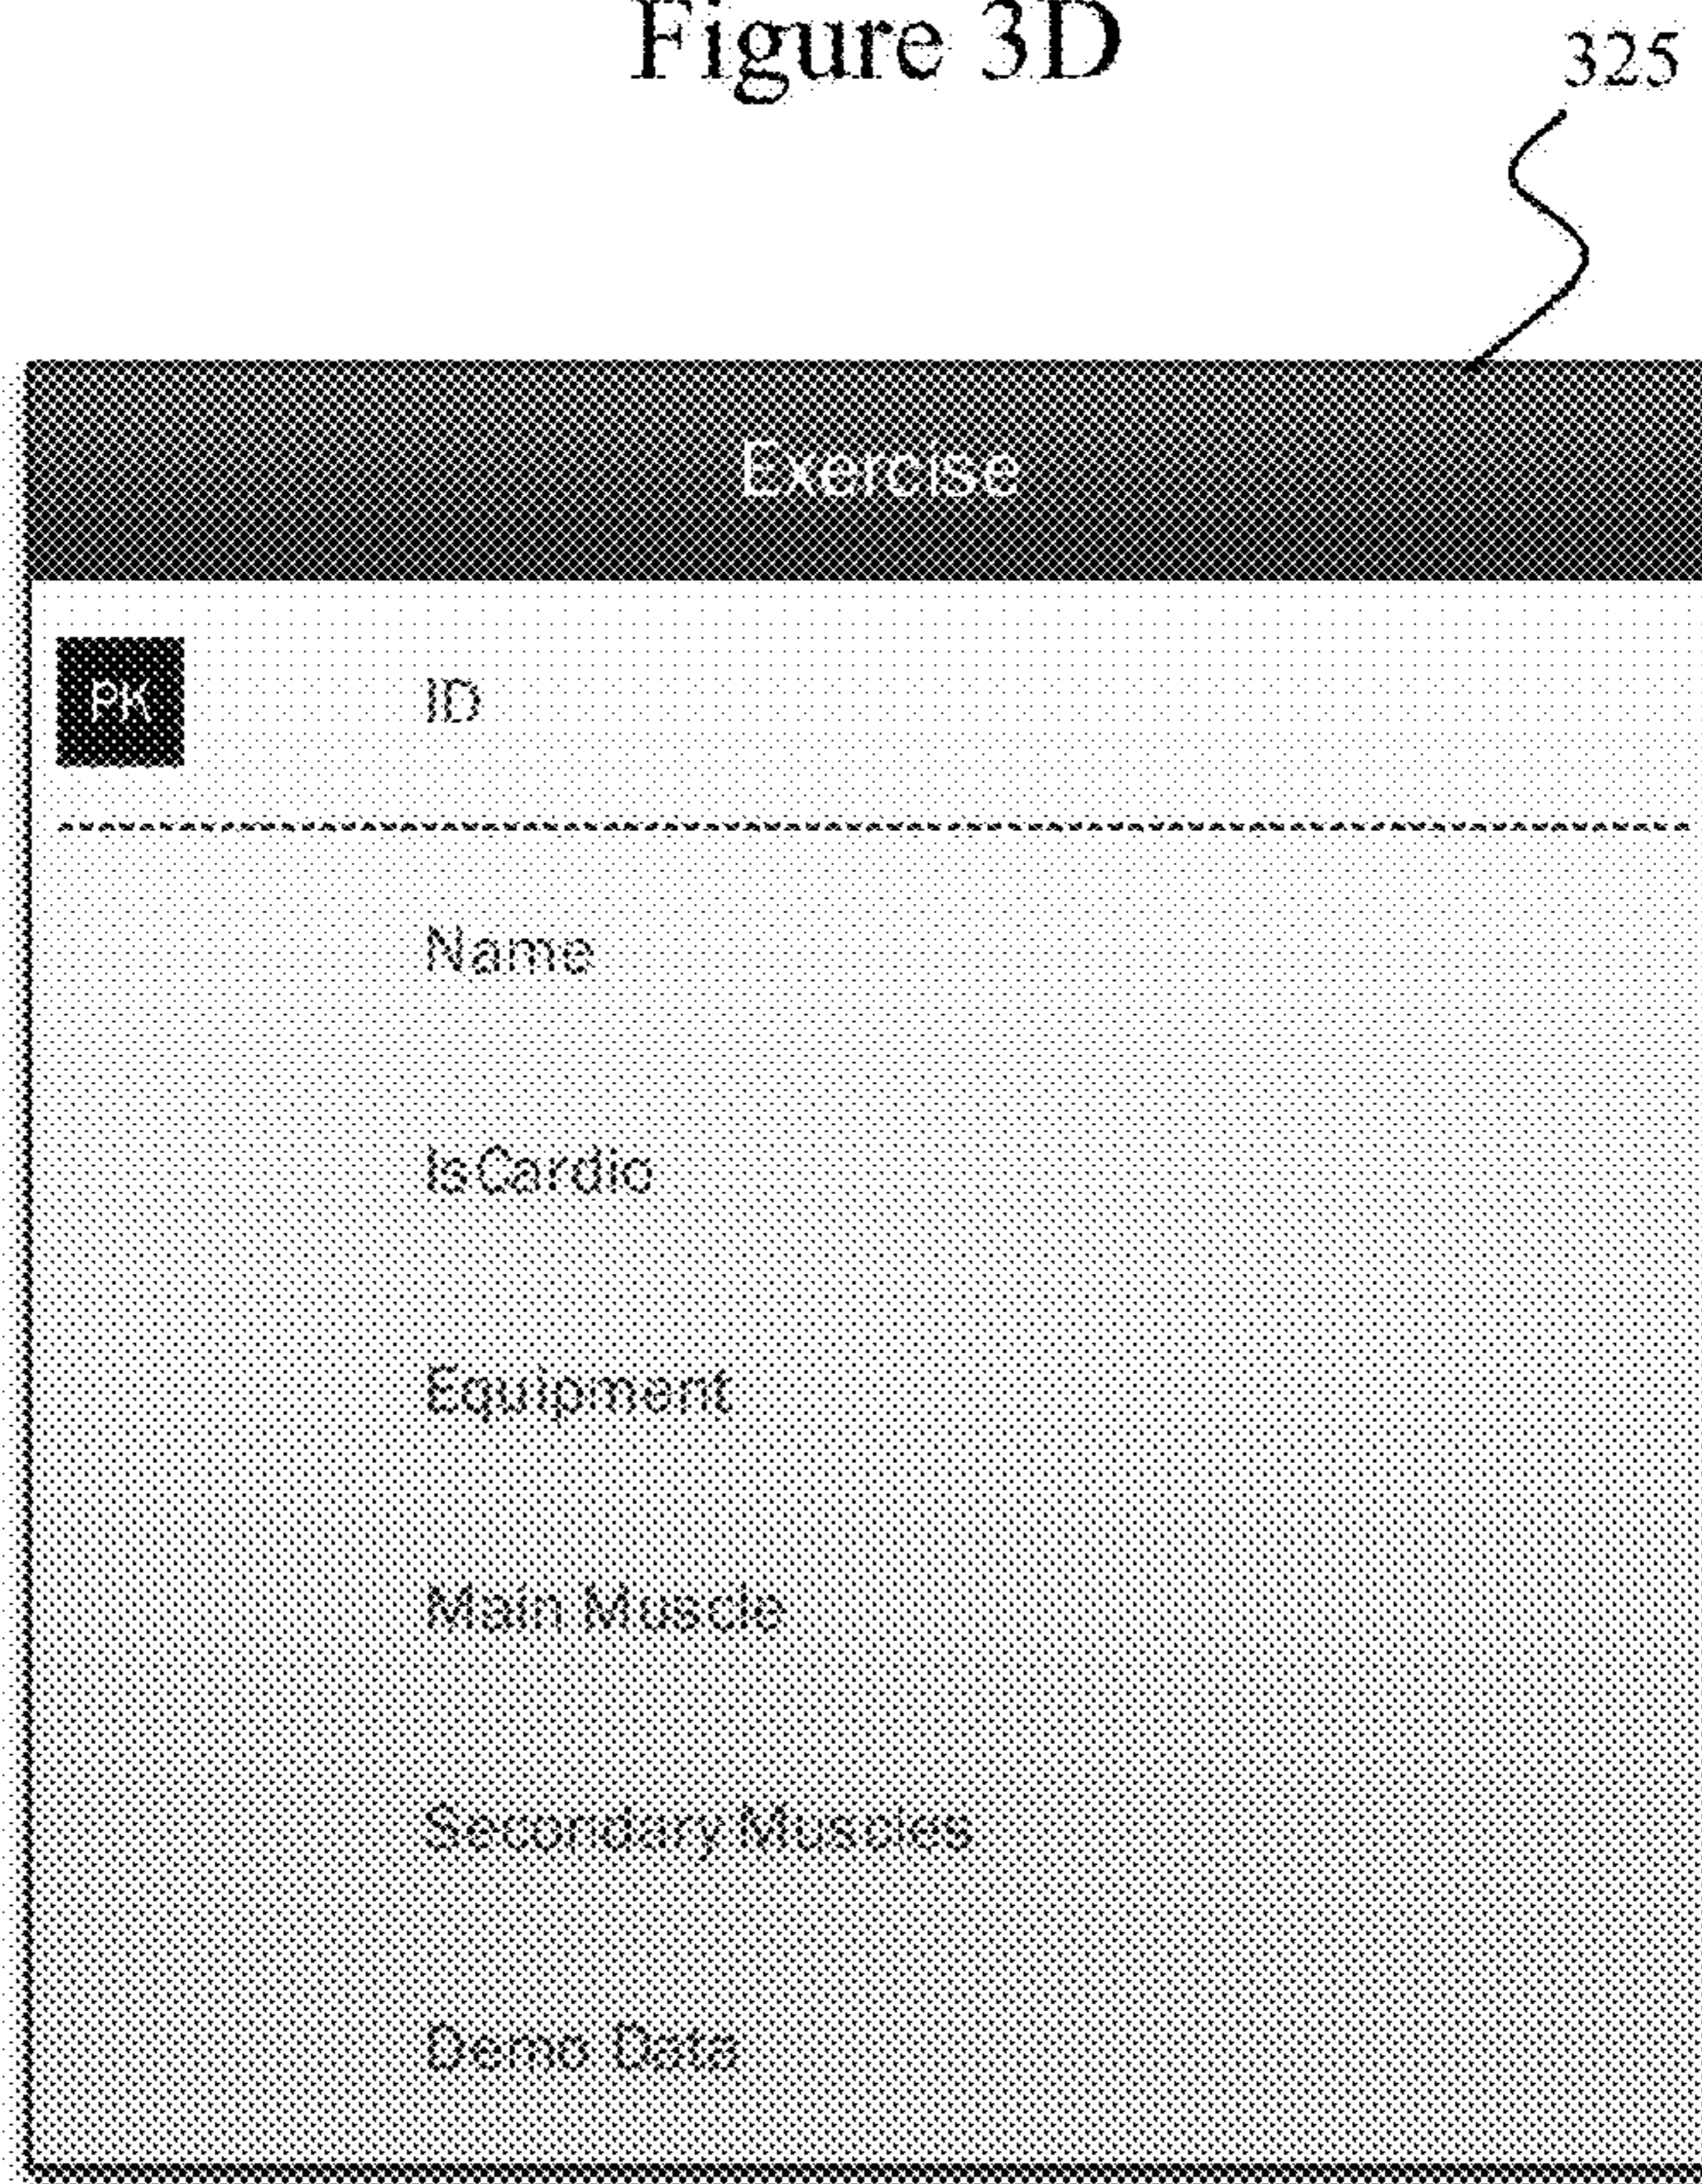 Figure 3D
325
Exercise
PK ID
Name
IsCardio
Equipment
Main Muscle
Secondary Muscles
Demo Data